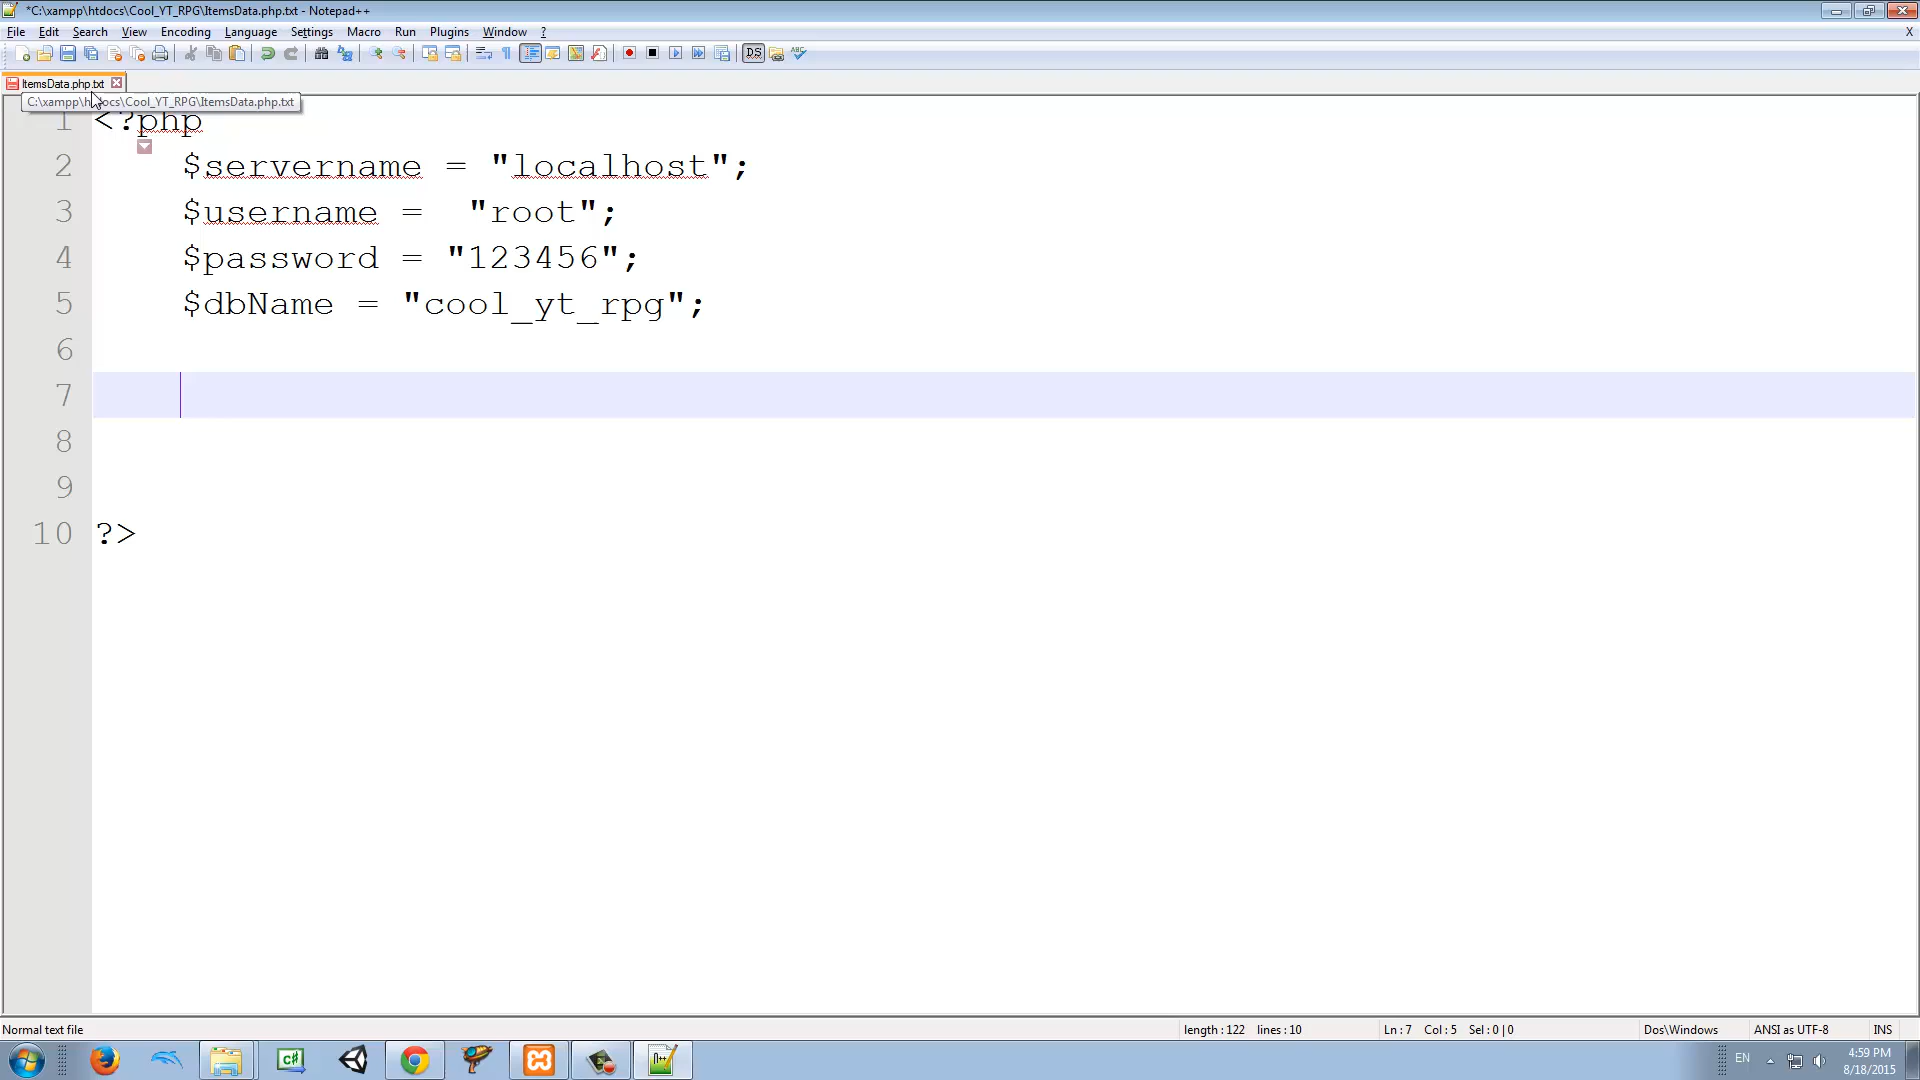 *C:\xampp\htdocs\Cool_YT_RPG\ItemsData.php.txt - Notepad++
File Edit Search View Encoding Language Settings Macro Run Plugins Window ? X
ItemsData.php.txt
C:\xampp\htdocs\Cool_YT_RPG\ItemsData.php.txt
1 <?php
2 $servername = "localhost";
3 $username =  "root";
4 $password = "123456";
5 $dbName = "cool_yt_rpg";
6
7
8
9
10 ?>
Normal text file length : 122 lines : 10 Ln : 7 Col : 5 Sel : 0 | 0 Dos\Windows ANSI as UTF-8 INS
EN 4:59 PM
8/18/2015